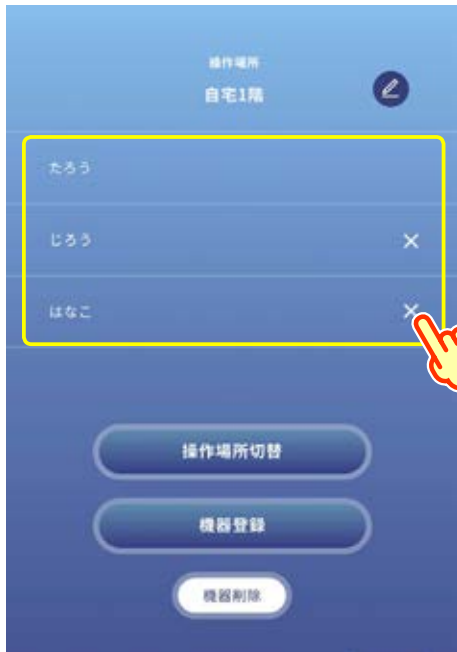 操作場所
自宅1階
たろう
じろう
はなこ
操作場所切替
機器登録
機器削除